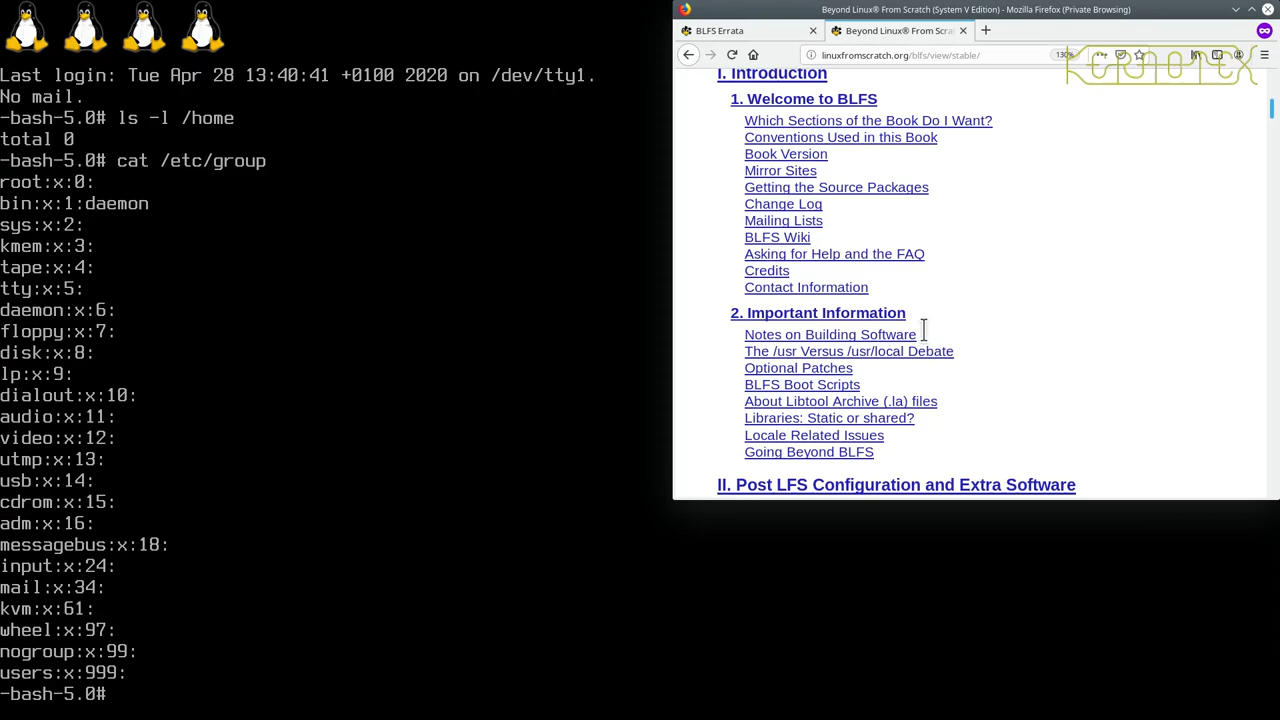 Last login: Tue Apr 28 13:40:41 +0100 2020 on /dev/tty1.
No mail.
-bash-5.0# ls -l /home
total 0
-bash-5.0# cat /etc/group
root:x:0:
bin:x:1:daemon
sys:x:2:
kmem:x:3:
tape:x:4:
tty:x:5:
daemon:x:6:
floppy:x:7:
disk:x:8:
lp:x:9:
dialout:x:10:
audio:x:11:
video:x:12:
utmp:x:13:
usb:x:14:
cdrom:x:15:
adm:x:16:
messagebus:x:18:
input:x:24:
mail:x:34:
kvm:x:61:
wheel:x:97:
nogroup:x:99:
users:x:999:
-bash-5.0#
Beyond Linux® From Scratch (System V Edition) - Mozilla Firefox (Private Browsing)
BLFS Errata
Beyond Linux® From Scra
linuxfromscratch.org/blfs/view/stable/
130%
KERNOTEX
I. Introduction
1. Welcome to BLFS
Which Sections of the Book Do I Want?
Conventions Used in this Book
Book Version
Mirror Sites
Getting the Source Packages
Change Log
Mailing Lists
BLFS Wiki
Asking for Help and the FAQ
Credits
Contact Information
2. Important Information
Notes on Building Software
The /usr Versus /usr/local Debate
Optional Patches
BLFS Boot Scripts
About Libtool Archive (.la) files
Libraries: Static or shared?
Locale Related Issues
Going Beyond BLFS
II. Post LFS Configuration and Extra Software